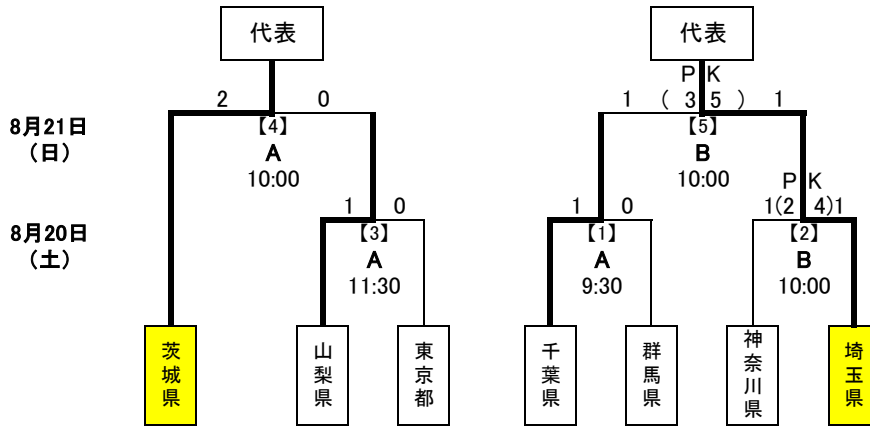 代表 代表
P K
2 0 1 ( 3 5 ) 1
8月21日
（日）
【4】 【5】
A B
10:00 10:00
P K
1 0 1 0 1(2 4)1
8月20日
（土）
【3】 【1】 【2】
A A B
11:30 9:30 10:00
茨城県 山梨県 東京都 千葉県 群馬県 神奈川県 埼玉県